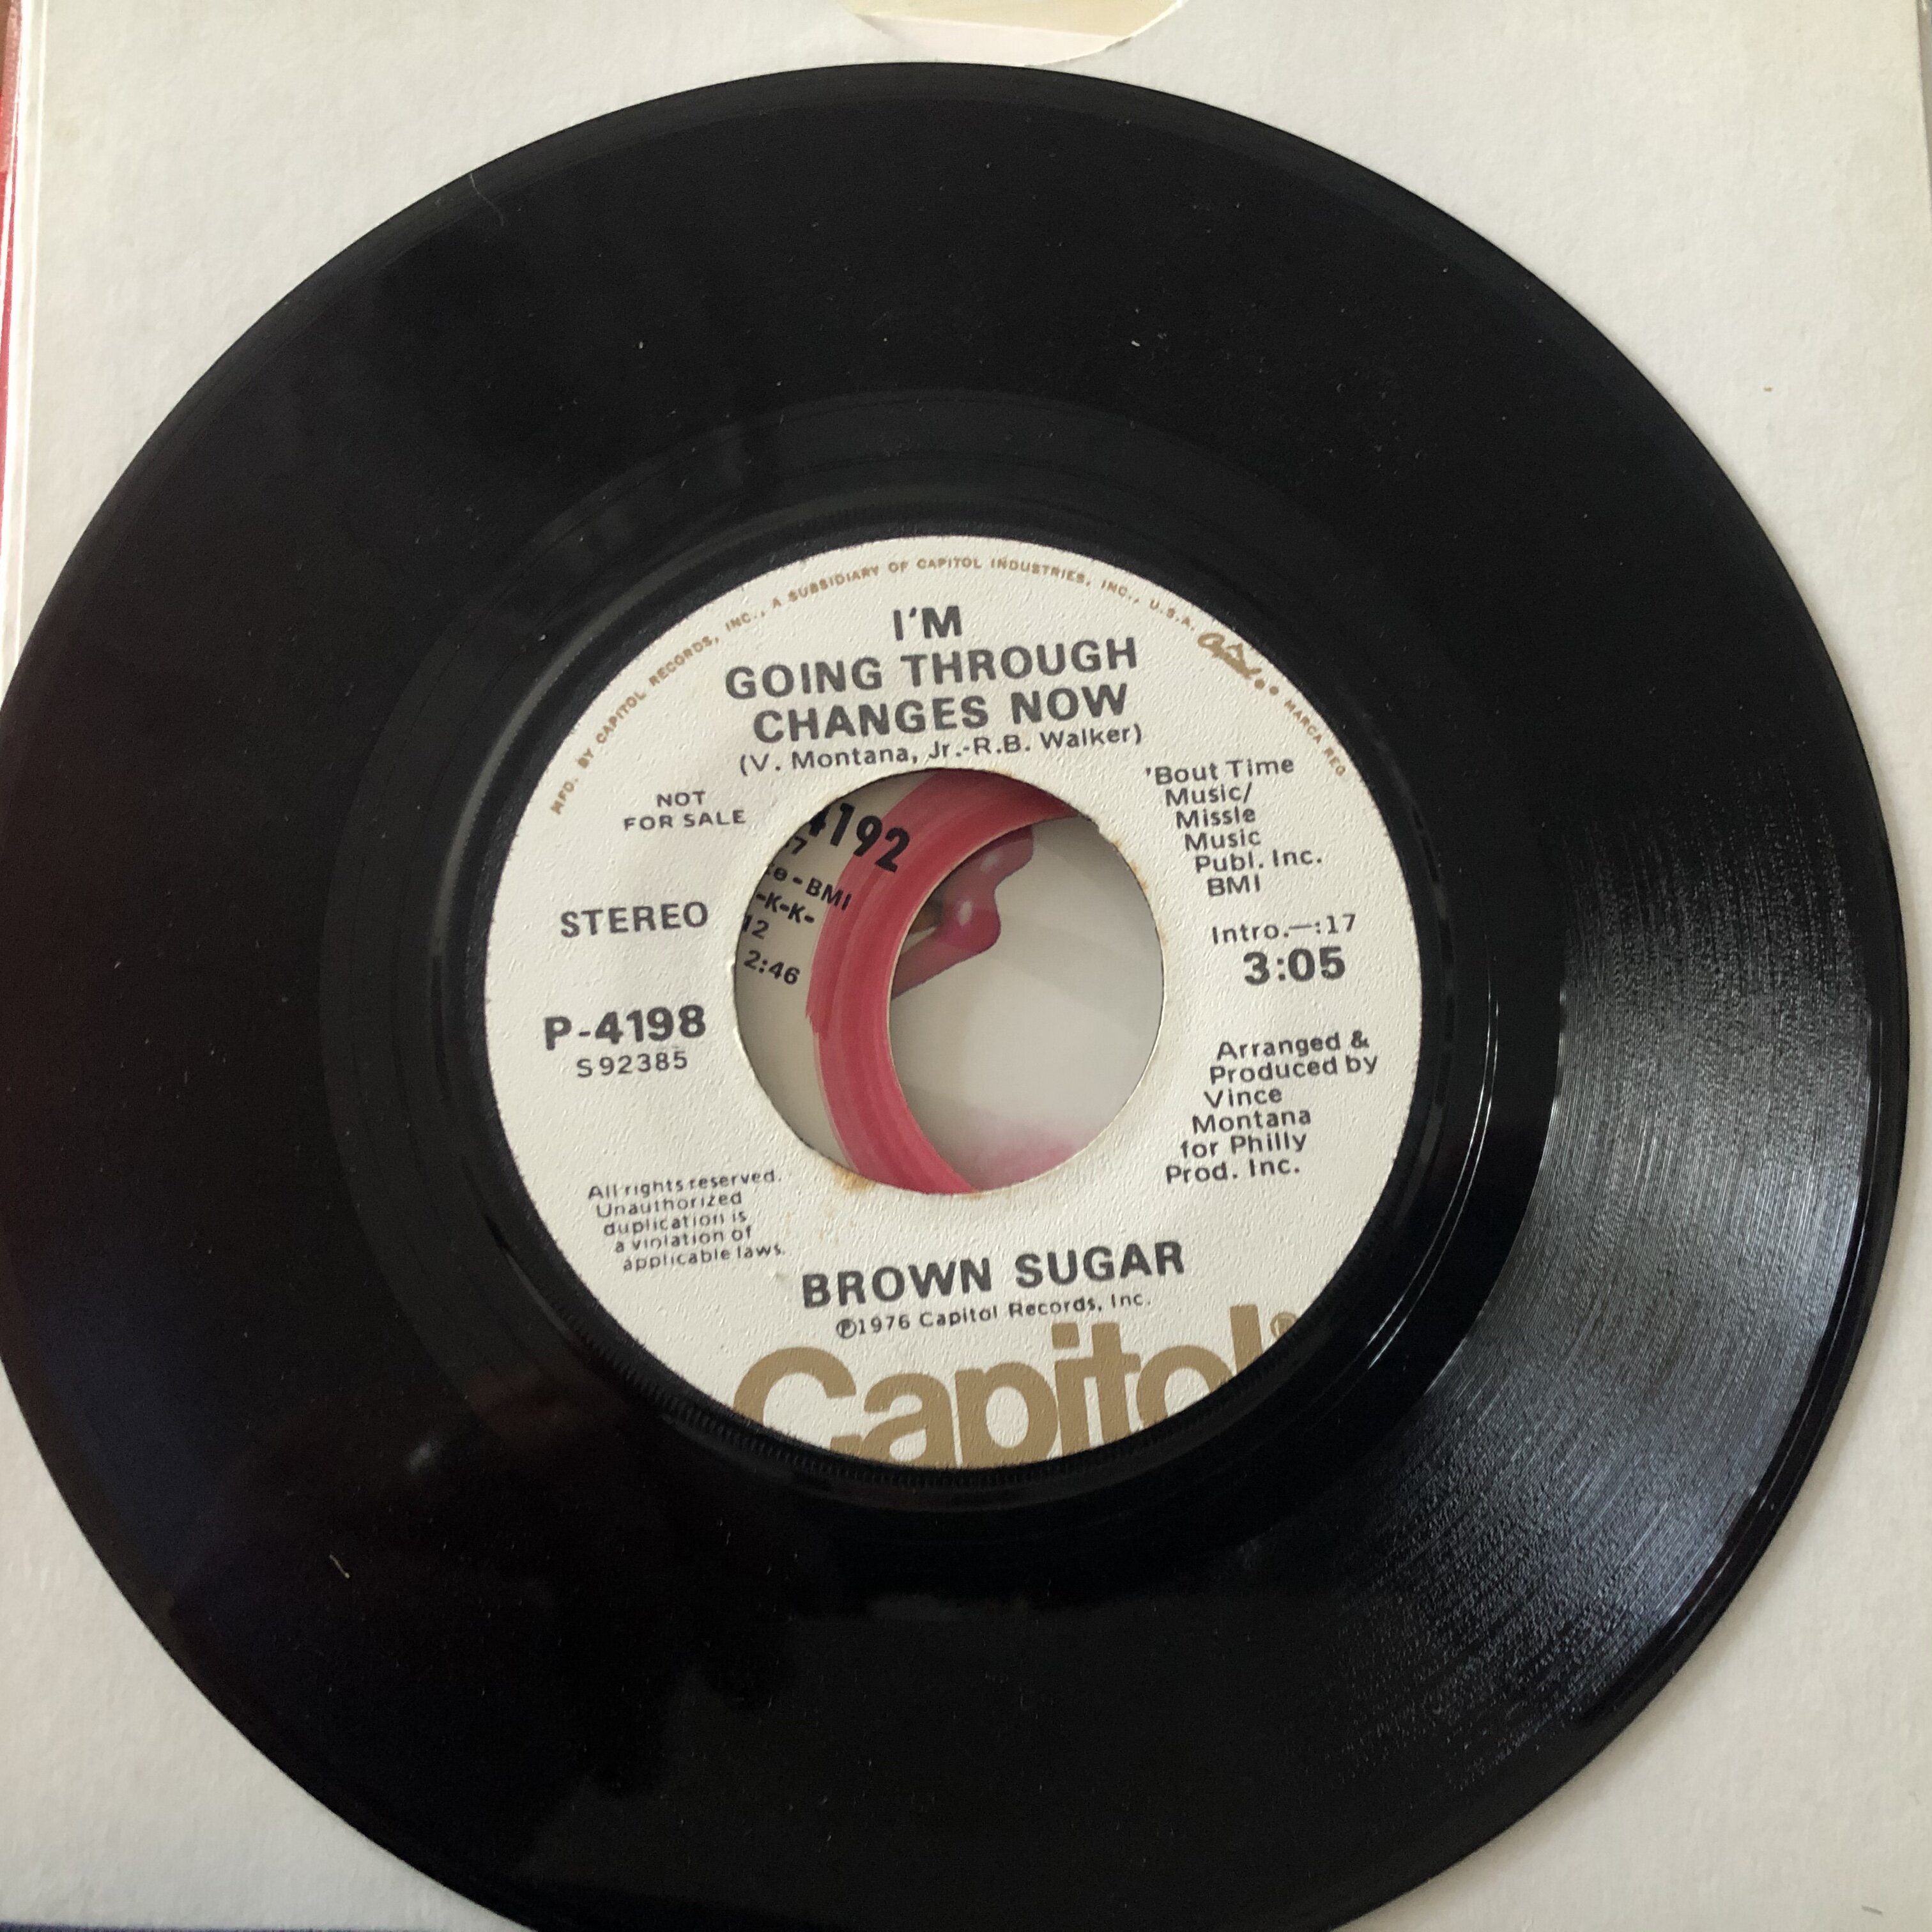 MFD. BY CAPITOL RECORDS, INC., A SUBSIDIARY OF CAPITOL INDUSTRIES, INC., U.S.A. Capitol MARCA REG.
I'M
GOING THROUGH
CHANGES NOW
(V. Montana, Jr.-R.B. Walker)
NOT
FOR SALE
'Bout Time
Music/
Missle
Music
Publ. Inc.
BMI
STEREO
Intro.—:17
3:05
P-4198
S92385
Arranged &
Produced by
Vince
Montana
for Philly
Prod. Inc.
All rights reserved.
Unauthorized
duplication is
a violation of
applicable laws.
BROWN SUGAR
℗1976 Capitol Records, Inc.
Capitol®
4192
-BMI
-K-K-
12
2:46